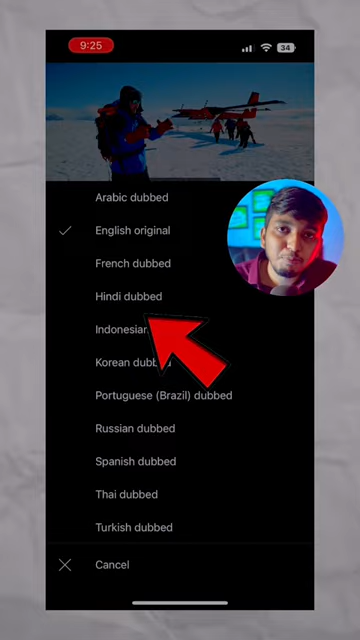 9:25
34
Arabic dubbed
English original
French dubbed
Hindi dubbed
Indonesian
Korean dubbed
Portuguese (Brazil) dubbed
Russian dubbed
Spanish dubbed
Thai dubbed
Turkish dubbed
Cancel